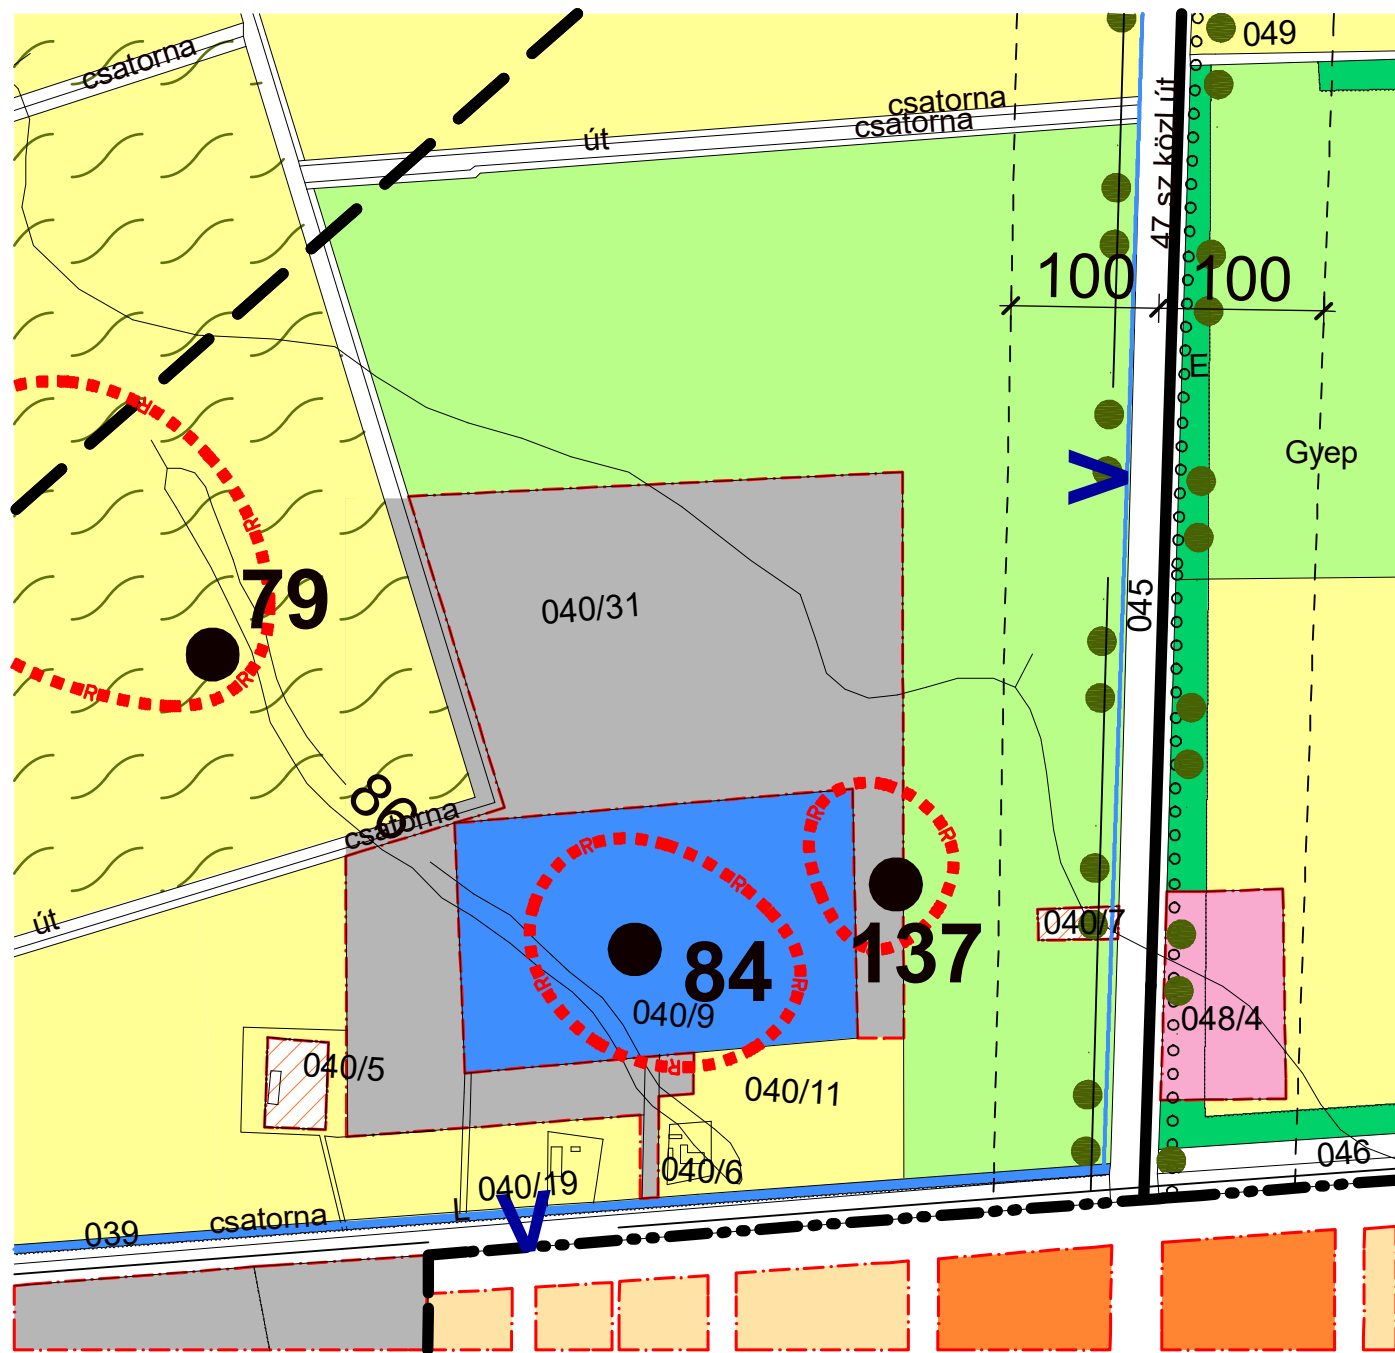 csatorna
049
csatorna
csatorna
út
47 sz közl út
100
100
E
Gyep
V
R
R
79
R
R
040/31
045
86
csatorna
R
R
R
R
040/7
137
84
R
R
R
040/9
048/4
út
040/5
040/11
040/6
040/19
046
039
csatorna
L
V